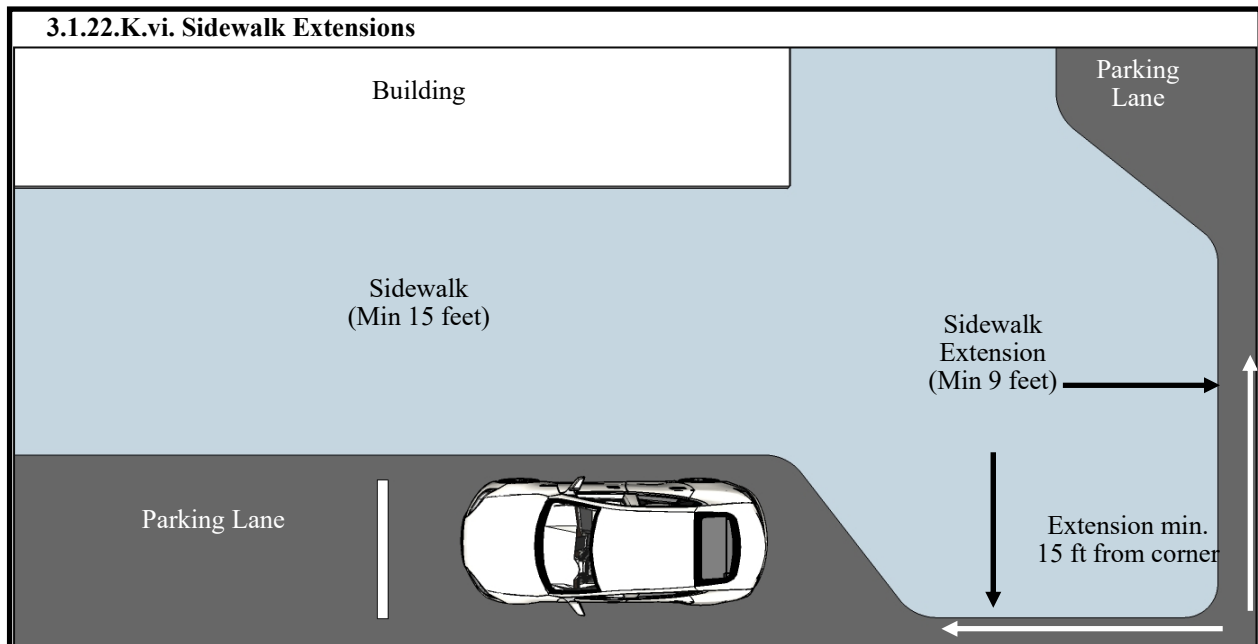 3.1.22.K.vi. Sidewalk Extensions
Building
Parking
Lane
Sidewalk
(Min 15 feet)
Sidewalk
Extension
(Min 9 feet)
Parking Lane
Extension min.
15 ft from corner